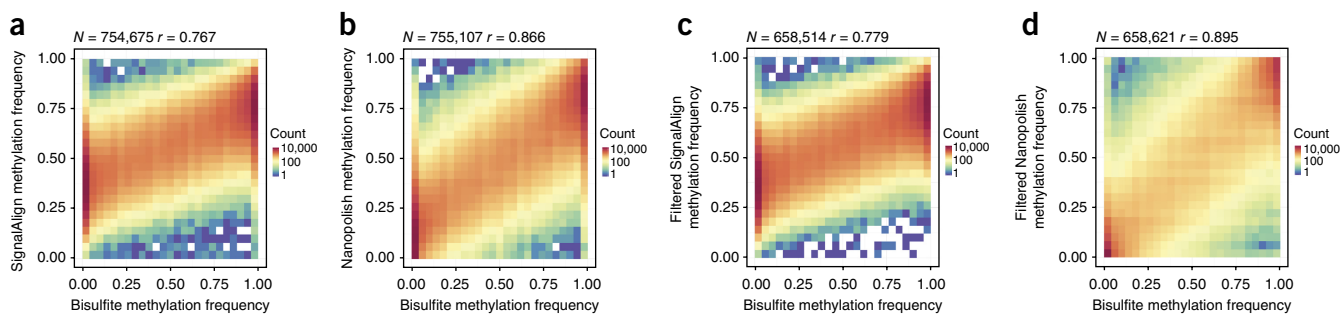 a
N = 754,675 r = 0.767
SignalAlign methylation frequency
1.00
0.75
0.50
0.25
0.00
0.00 0.25 0.50 0.75 1.00
Bisulfite methylation frequency
Count
10,000
100
1
b
N = 755,107 r = 0.866
Nanopolish methylation frequency
1.00
0.75
0.50
0.25
0.00
0.00 0.25 0.50 0.75 1.00
Bisulfite methylation frequency
Count
10,000
100
1
c
N = 658,514 r = 0.779
Filtered SignalAlign
methylation frequency
1.00
0.75
0.50
0.25
0.00
0.00 0.25 0.50 0.75 1.00
Bisulfite methylation frequency
Count
10,000
100
1
d
N = 658,621 r = 0.895
Filtered Nanopolish
methylation frequency
1.00
0.75
0.50
0.25
0.00
0.00 0.25 0.50 0.75 1.00
Bisulfite methylation frequency
Count
10,000
100
1